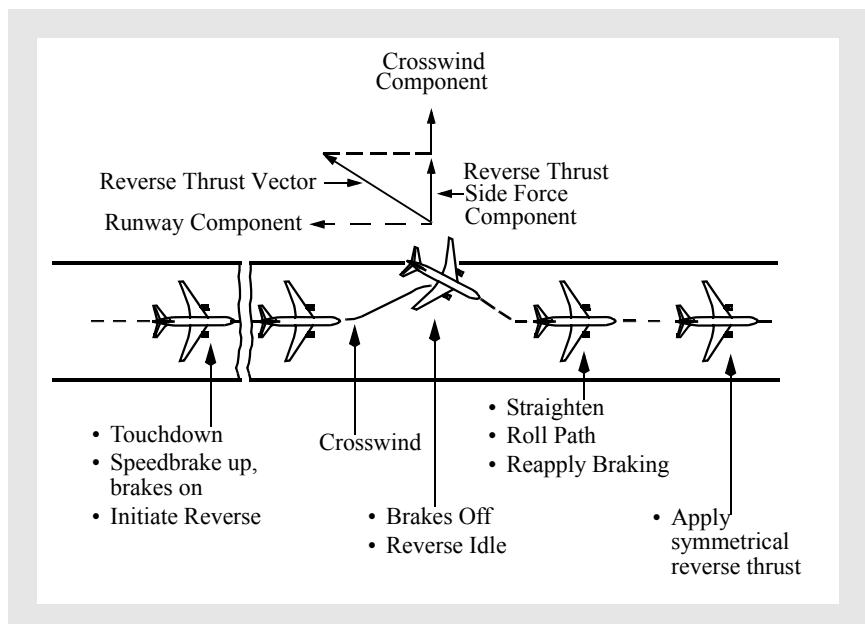 Crosswind
Component
Reverse Thrust Vector
Reverse Thrust
Side Force
Component
Runway Component
• Touchdown
• Speedbrake up,
brakes on
• Initiate Reverse
Crosswind
• Brakes Off
• Reverse Idle
• Straighten
• Roll Path
• Reapply Braking
• Apply
symmetrical
reverse thrust